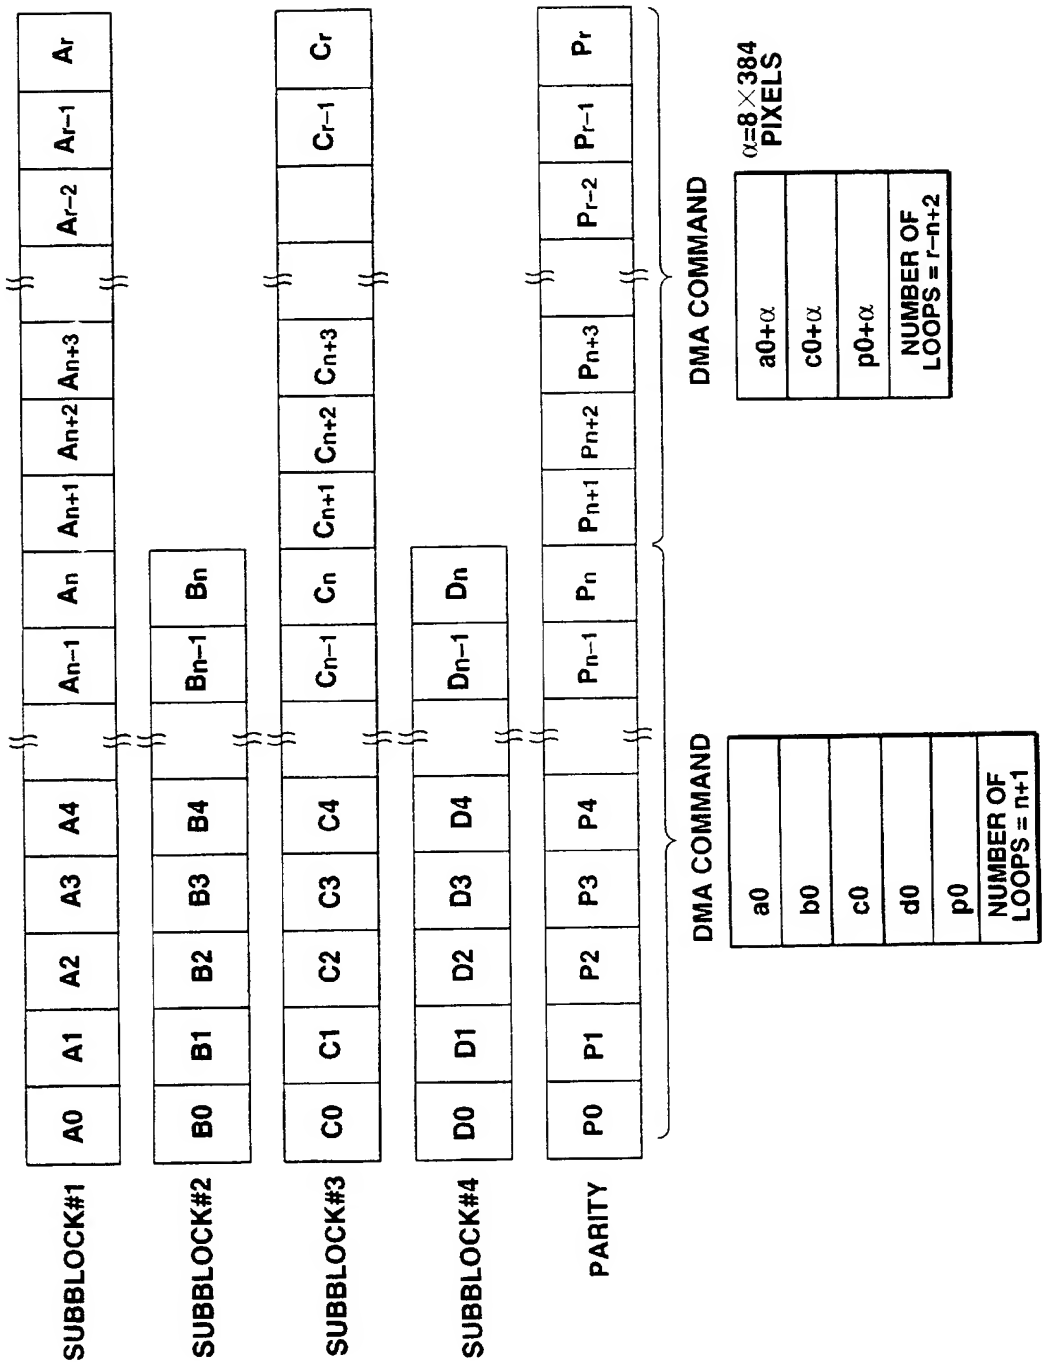 SUBBLOCK#1 A0 A1 A2 A3 A4 An-1 An An+1 An+2 An+3 Ar-2 Ar-1 Ar
SUBBLOCK#2 B0 B1 B2 B3 B4 Bn-1 Bn
SUBBLOCK#3 C0 C1 C2 C3 C4 Cn-1 Cn Cn+1 Cn+2 Cn+3 Cr-1 Cr
SUBBLOCK#4 D0 D1 D2 D3 D4 Dn-1 Dn
PARITY P0 P1 P2 P3 P4 Pn-1 Pn Pn+1 Pn+2 Pn+3 Pr-2 Pr-1 Pr
DMA COMMAND
a0
b0
c0
d0
p0
NUMBER OF
LOOPS = n+1
DMA COMMAND
a0+α
c0+α
p0+α
NUMBER OF
LOOPS = r-n+2
α=8×384
PIXELS